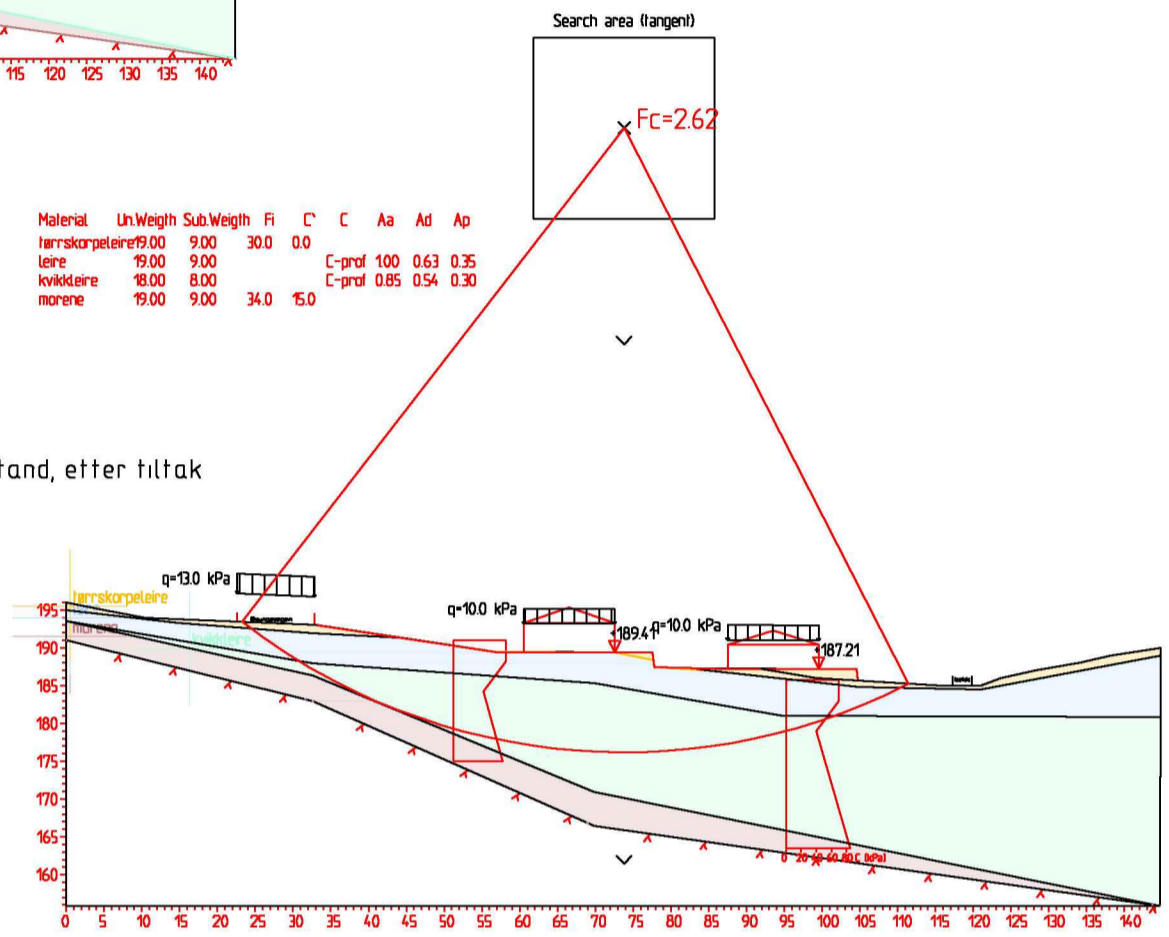 115 120 125 130 135 140
Search area (tangent)
Fc=2.62
Material Un.Weigth Sub.Weigth Fi C' C Aa Ad Ap
tørrskorpeleire 19.00 9.00 30.0 0.0
leire 19.00 9.00 C-prof 1.00 0.63 0.35
kvikkleire 18.00 8.00 C-prof 0.85 0.54 0.30
morene 19.00 9.00 34.0 15.0
tand, etter tiltak
q=13.0 kPa
tørrskorpeleire
q=10.0 kPa
189.41
q=10.0 kPa
187.21
morene
kvikkleire
195
190
185
180
175
170
165
160
0 20 40 60 80 C (kPa)
0 5 10 15 20 25 30 35 40 45 50 55 60 65 70 75 80 85 90 95 100 105 110 115 120 125 130 135 140